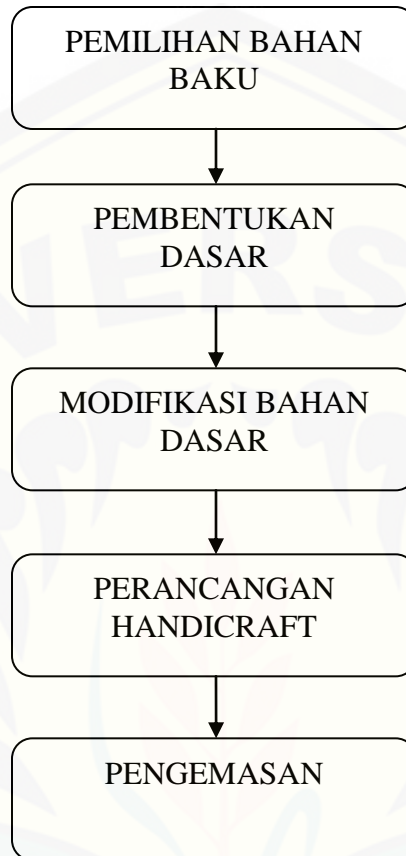 PEMILIHAN BAHAN
BAKU
PEMBENTUKAN
DASAR
MODIFIKASI BAHAN
DASAR
PERANCANGAN
HANDICRAFT
PENGEMASAN